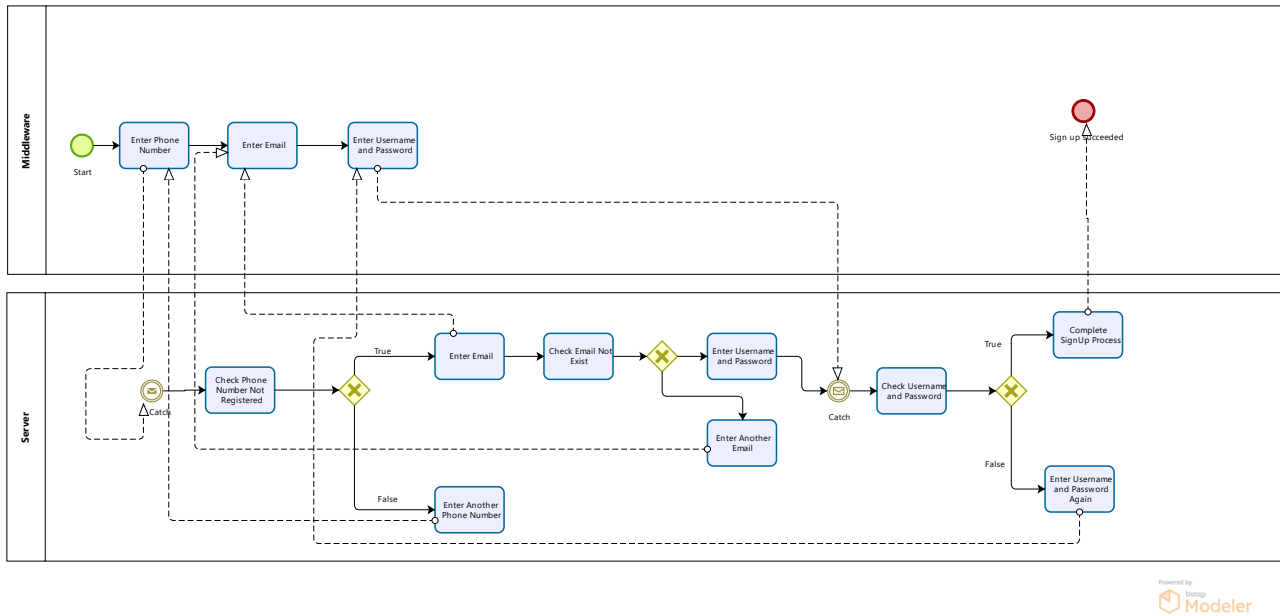 Middleware
Enter Phone
Number
Enter Email
Enter Username
and Password
Start
Sign up succeeded
Server
Catch
Check Phone
Number Not
Registered
True
Enter Email
Check Email Not
Exist
Enter Username
and Password
Enter Another
Email
False
Enter Another
Phone Number
Catch
Check Username
and Password
True
Complete
SignUp Process
False
Enter Username
and Password
Again
Powered by
bizagi
Modeler